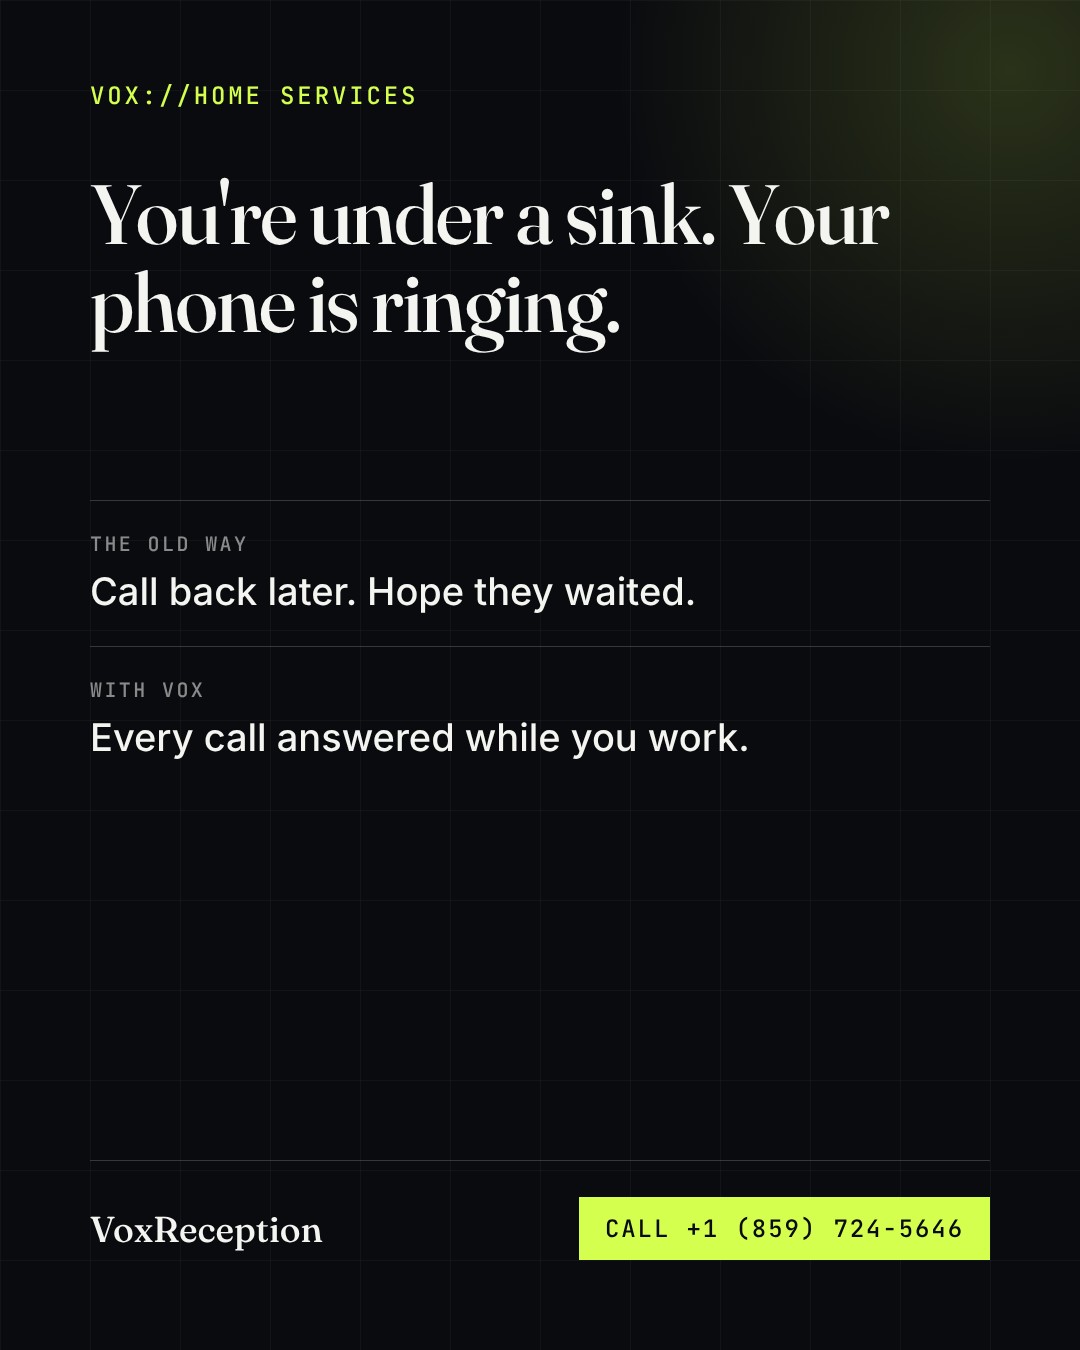 VOX://HOME SERVICES
You're under a sink. Your
phone is ringing.
THE OLD WAY
Call back later. Hope they waited.
WITH VOX
Every call answered while you work.
VoxReception
CALL +1 (859) 724-5646